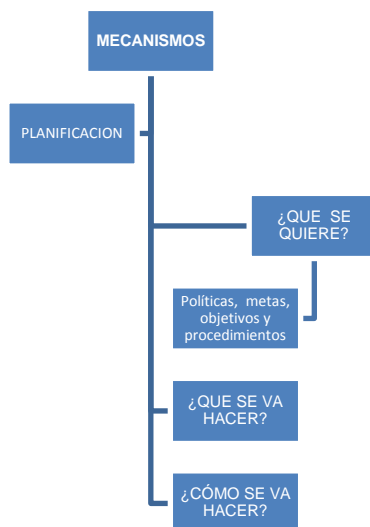 MECANISMOS
PLANIFICACION
¿QUE SE
QUIERE?
Políticas, metas,
objetivos y
procedimientos
¿QUE SE VA
HACER?
¿CÓMO SE VA
HACER?